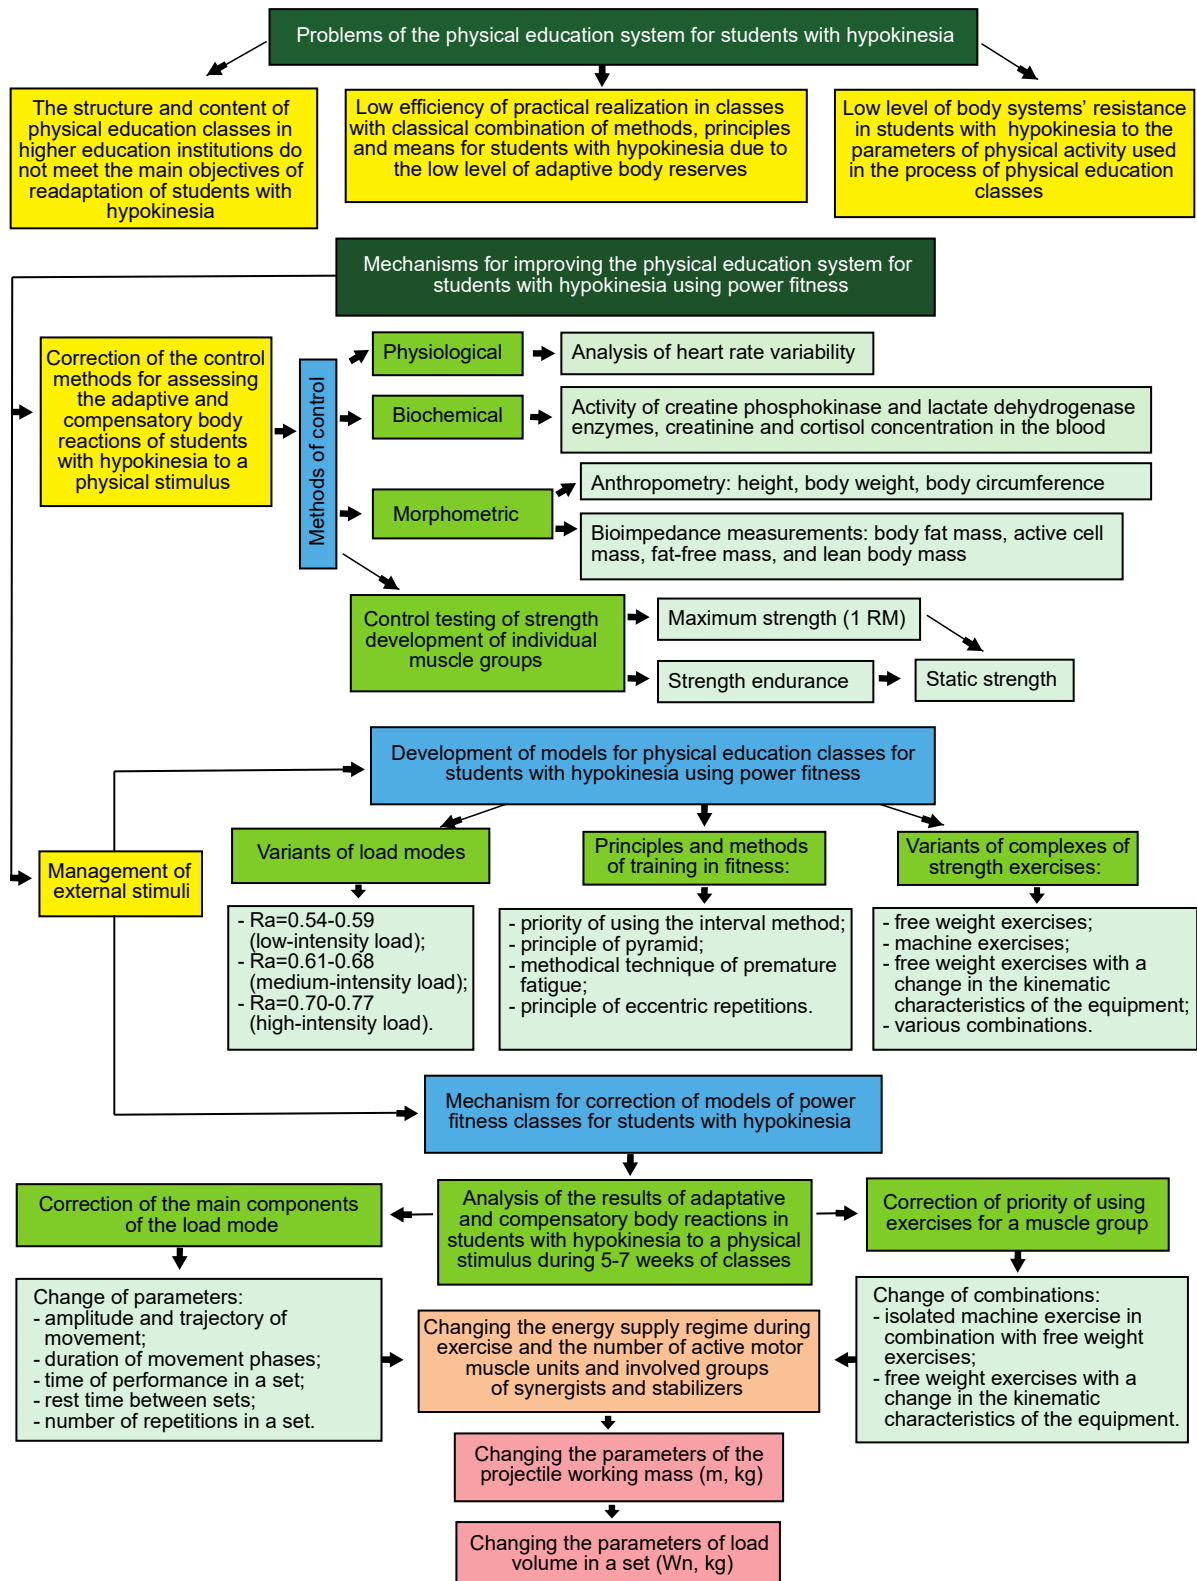 Problems of the physical education system for students with hypokinesia
The structure and content of
physical education classes in
higher education institutions do
not meet the main objectives of
readaptation of students with
hypokinesia
Low efficiency of practical realization in classes
with classical combination of methods, principles
and means for students with hypokinesia due to
the low level of adaptive body reserves
Low level of body systems’ resistance
in students with hypokinesia to the
parameters of physical activity used
in the process of physical education
classes
Mechanisms for improving the physical education system for
students with hypokinesia using power fitness
Correction of the control
methods for assessing
the adaptive and
compensatory body
reactions of students
with hypokinesia to a
physical stimulus
Methods of control
Physiological
Analysis of heart rate variability
Biochemical
Activity of creatine phosphokinase and lactate dehydrogenase
enzymes, creatinine and cortisol concentration in the blood
Morphometric
Anthropometry: height, body weight, body circumference
Bioimpedance measurements: body fat mass, active cell
mass, fat-free mass, and lean body mass
Control testing of strength
development of individual
muscle groups
Maximum strength (1 RM)
Strength endurance
Static strength
Development of models for physical education classes for
students with hypokinesia using power fitness
Management of
external stimuli
Variants of load modes
Principles and methods
of training in fitness:
Variants of complexes of
strength exercises:
- Ra=0.54-0.59
(low-intensity load);
- Ra=0.61-0.68
(medium-intensity load);
- Ra=0.70-0.77
(high-intensity load).
- priority of using the interval method;
- principle of pyramid;
- methodical technique of premature
fatigue;
- principle of eccentric repetitions.
- free weight exercises;
- machine exercises;
- free weight exercises with a
change in the kinematic
characteristics of the equipment;
- various combinations.
Mechanism for correction of models of power
fitness classes for students with hypokinesia
Correction of the main components
of the load mode
Analysis of the results of adaptative
and compensatory body reactions in
students with hypokinesia to a physical
stimulus during 5-7 weeks of classes
Correction of priority of using
exercises for a muscle group
Change of parameters:
- amplitude and trajectory of
movement;
- duration of movement phases;
- time of performance in a set;
- rest time between sets;
- number of repetitions in a set.
Changing the energy supply regime during
exercise and the number of active motor
muscle units and involved groups
of synergists and stabilizers
Change of combinations:
- isolated machine exercise in
combination with free weight
exercises;
- free weight exercises with a
change in the kinematic
characteristics of the equipment.
Changing the parameters of the
projectile working mass (m, kg)
Changing the parameters of load
volume in a set (Wn, kg)